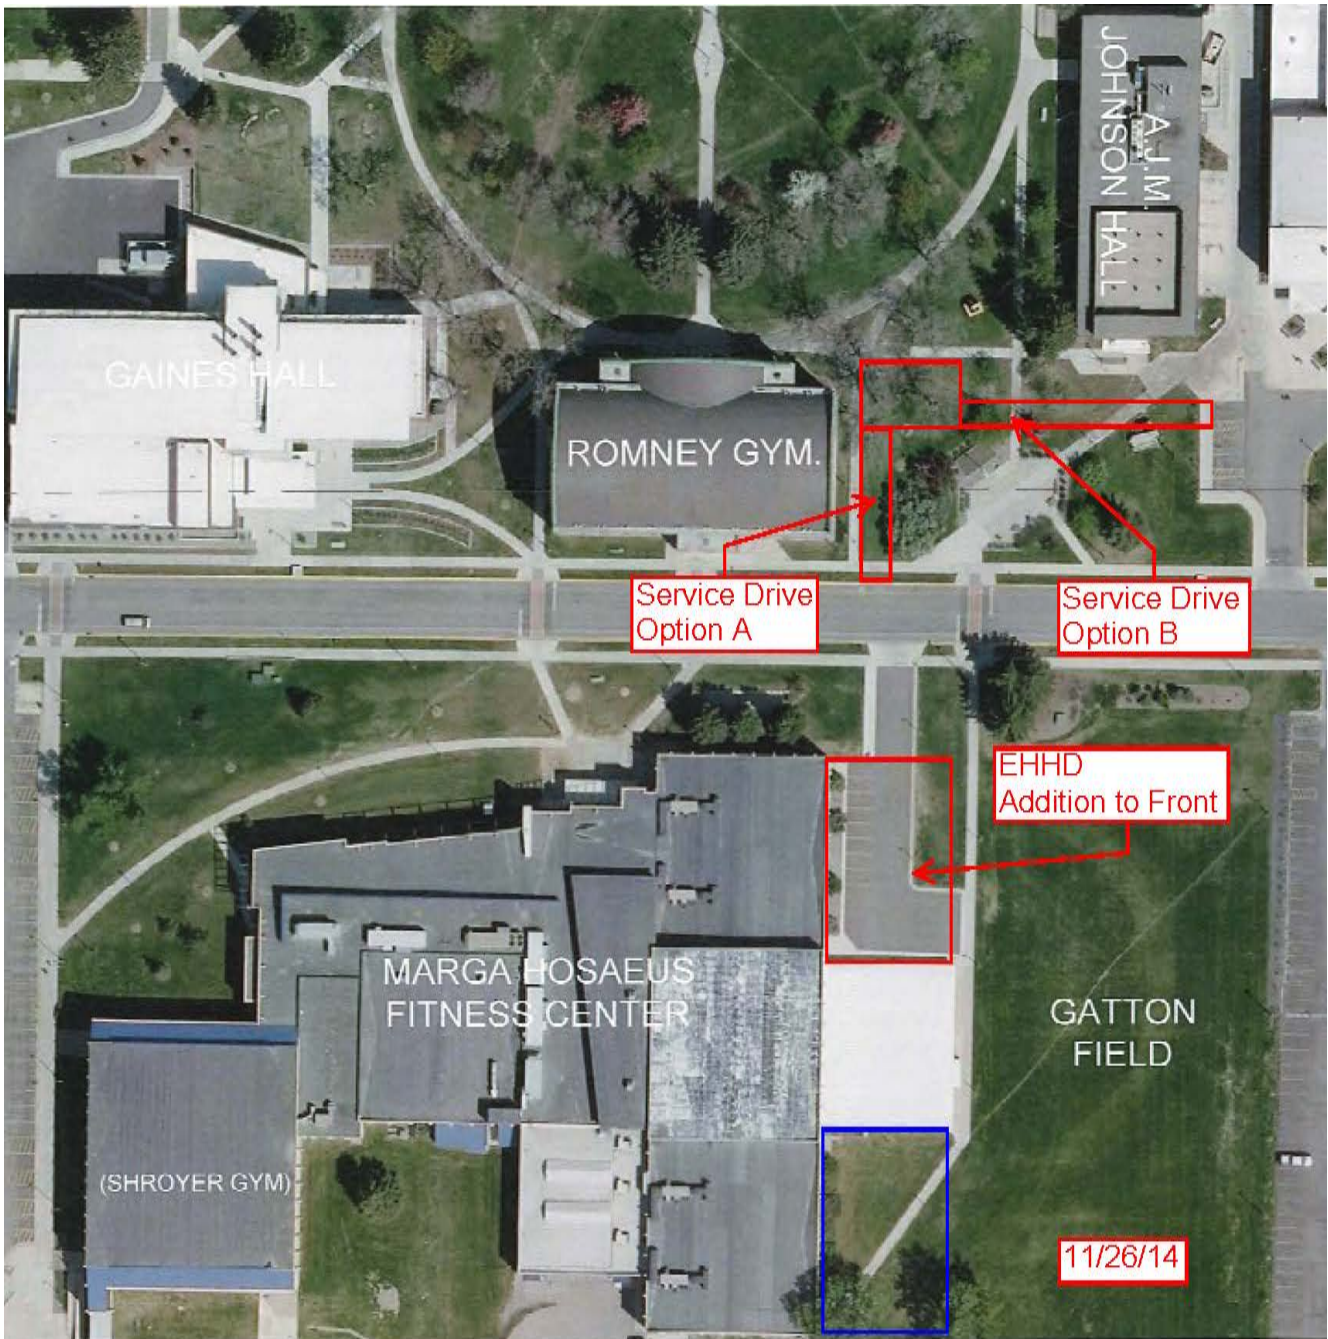 JOHNSON HALL
A.J.M.
GAINES HALL
ROMNEY GYM.
Service Drive
Option A
Service Drive
Option B
EHHD
Addition to Front
MARGA HOSAEUS
FITNESS CENTER
GATTON
FIELD
(SHROYER GYM)
11/26/14